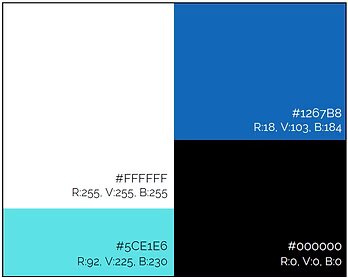 #FFFFFF
R:255, V:255, B:255
#5CE1E6
R:92, V:225, B:230
#1267B8
R:18, V:103, B:184
#000000
R:0, V:0, B:0